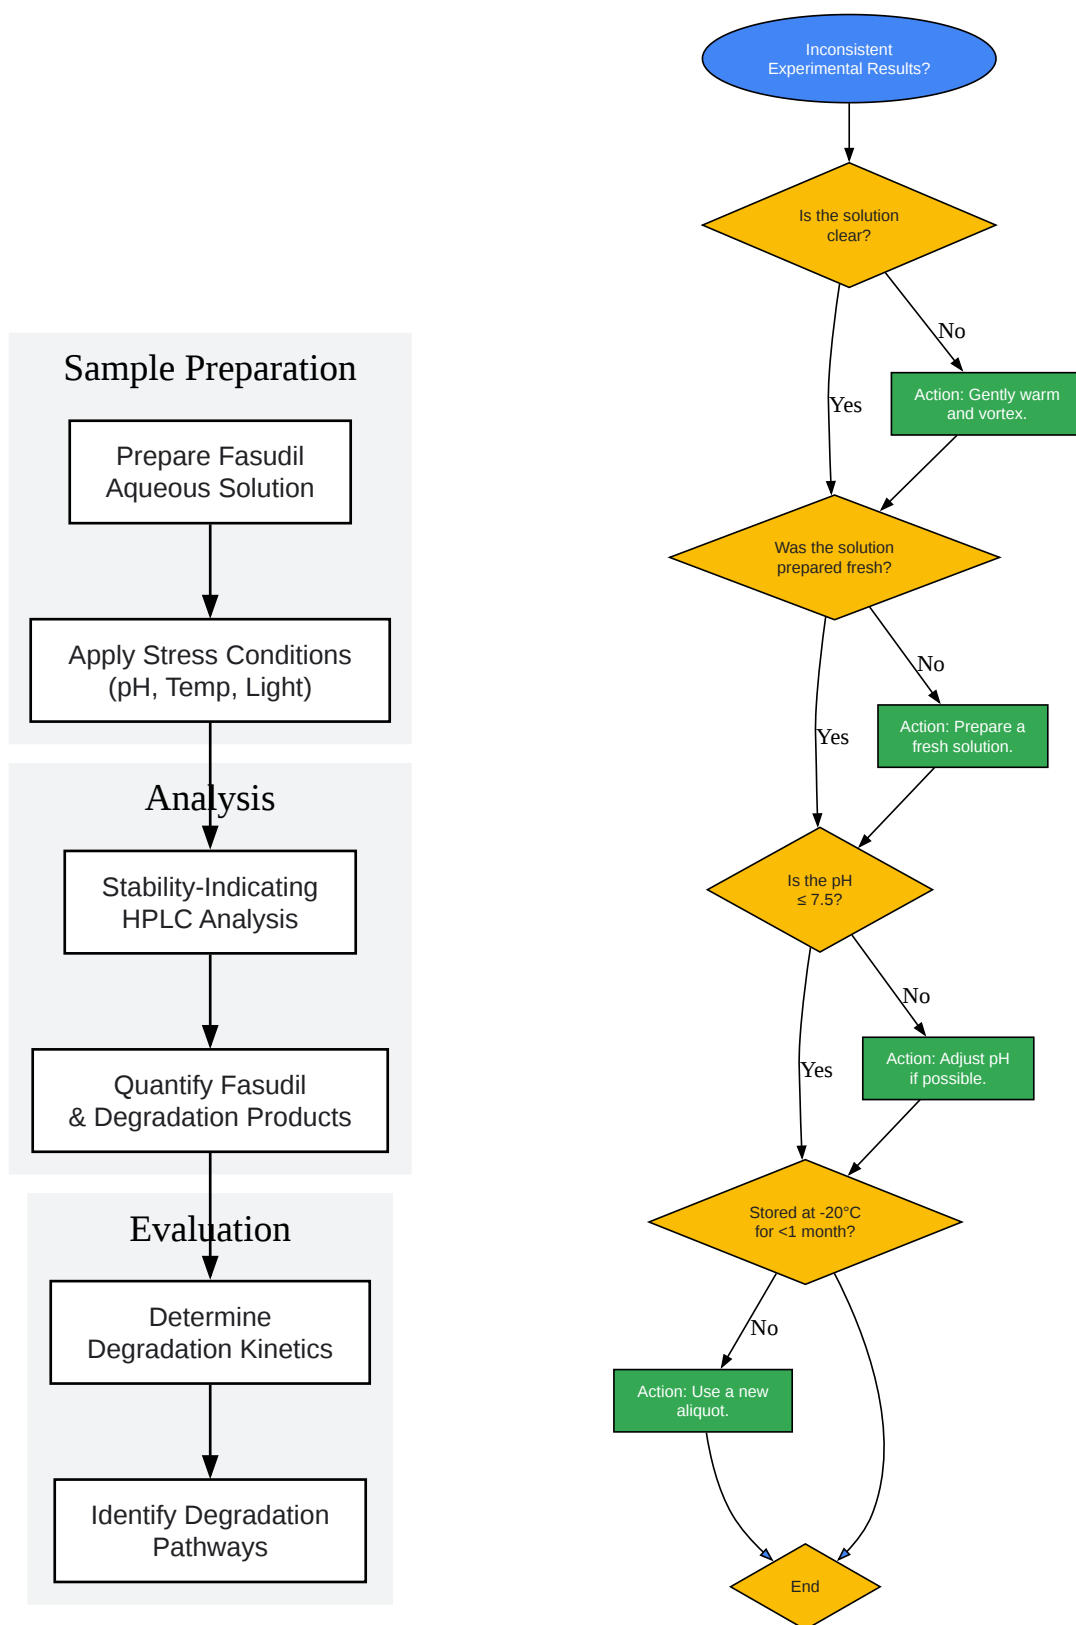 Sample Preparation
Prepare Fasudil
Aqueous Solution
Apply Stress Conditions
(pH, Temp, Light)
Analysis
Stability-Indicating
HPLC Analysis
Quantify Fasudil
& Degradation Products
Evaluation
Determine
Degradation Kinetics
Identify Degradation
Pathways
Inconsistent
Experimental Results?
Is the solution
clear?
No
Yes
Action: Gently warm
and vortex.
Was the solution
prepared fresh?
No
Yes
Action: Prepare a
fresh solution.
Is the pH
≤ 7.5?
No
Yes
Action: Adjust pH
if possible.
Stored at -20°C
for <1 month?
No
Action: Use a new
aliquot.
End